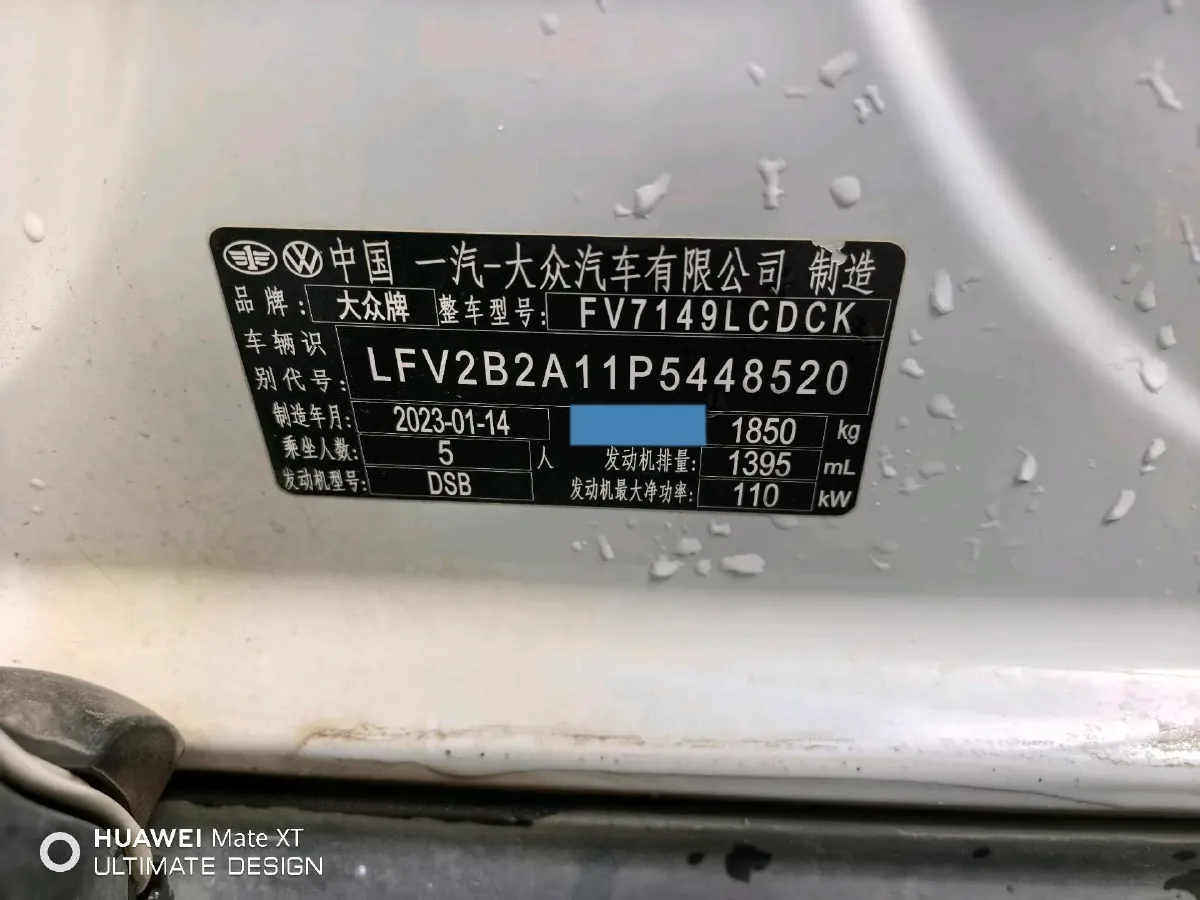 中国 一汽-大众汽车有限公司 制造
品牌: 大众牌 整车型号: FV7149LCDCK
车辆识别代号: LFV2B2A11P5448520
制造年月: 2023-01-14 1850 kg
乘坐人数: 5 人 发动机排量: 1395 mL
发动机型号: DSB 发动机最大净功率: 110 kW
HUAWEI Mate XT
ULTIMATE DESIGN